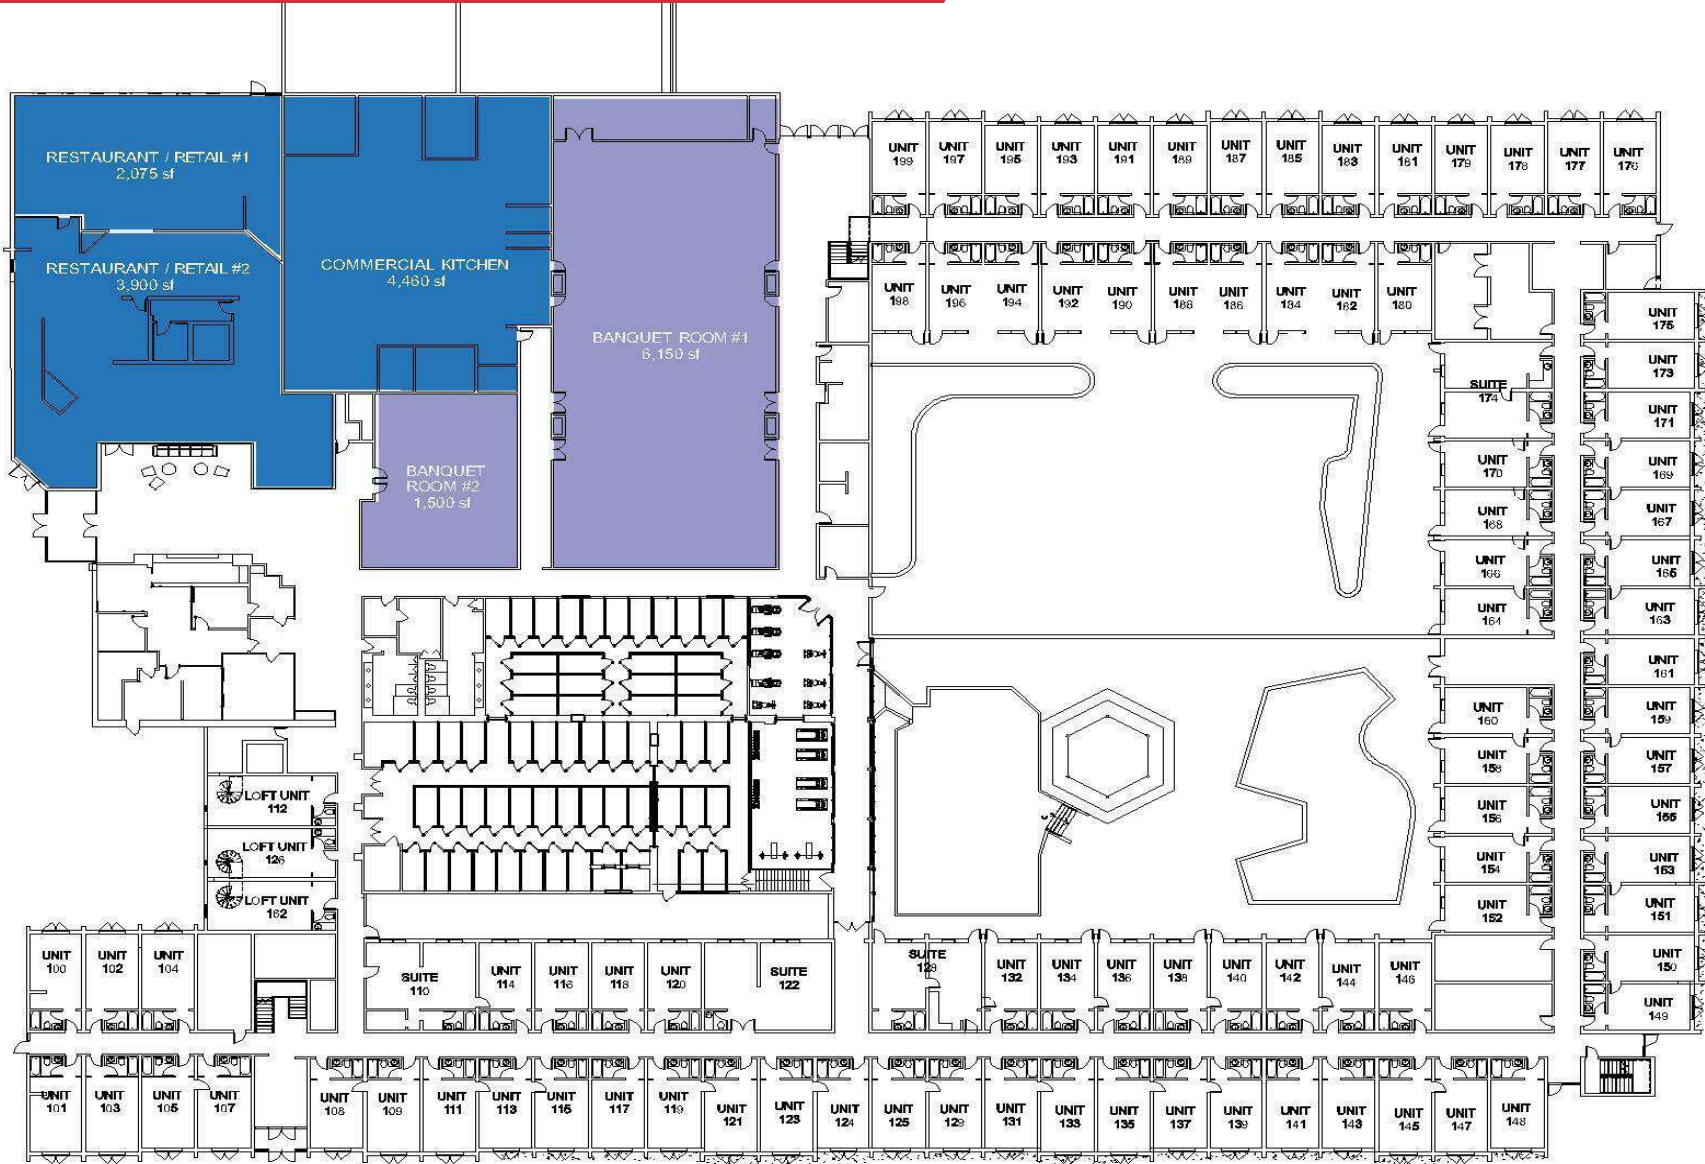 RESTAURANT / RETAIL #1
2,075 sf
RESTAURANT / RETAIL #2
3,900 sf
COMMERCIAL KITCHEN
4,460 sf
BANQUET ROOM #1
6,150 sf
BANQUET
ROOM #2
1,500 sf
UNIT
199
UNIT
197
UNIT
195
UNIT
193
UNIT
191
UNIT
189
UNIT
187
UNIT
185
UNIT
183
UNIT
181
UNIT
179
UNIT
178
UNIT
177
UNIT
176
UNIT
198
UNIT
196
UNIT
194
UNIT
192
UNIT
190
UNIT
188
UNIT
186
UNIT
184
UNIT
182
UNIT
180
UNIT
175
UNIT
173
SUITE
174
UNIT
171
UNIT
170
UNIT
169
UNIT
168
UNIT
167
UNIT
166
UNIT
165
UNIT
164
UNIT
163
UNIT
161
UNIT
160
UNIT
159
UNIT
158
UNIT
157
UNIT
156
UNIT
155
UNIT
154
UNIT
153
UNIT
152
UNIT
151
UNIT
150
UNIT
149
LOFT UNIT
112
LOFT UNIT
126
LOFT UNIT
162
UNIT
100
UNIT
102
UNIT
104
SUITE
110
UNIT
114
UNIT
116
UNIT
118
UNIT
120
SUITE
122
SUITE
128
UNIT
132
UNIT
134
UNIT
136
UNIT
138
UNIT
140
UNIT
142
UNIT
144
UNIT
146
UNIT
101
UNIT
103
UNIT
105
UNIT
107
UNIT
108
UNIT
109
UNIT
111
UNIT
113
UNIT
115
UNIT
117
UNIT
119
UNIT
121
UNIT
123
UNIT
124
UNIT
125
UNIT
129
UNIT
131
UNIT
133
UNIT
135
UNIT
137
UNIT
139
UNIT
141
UNIT
143
UNIT
145
UNIT
147
UNIT
148